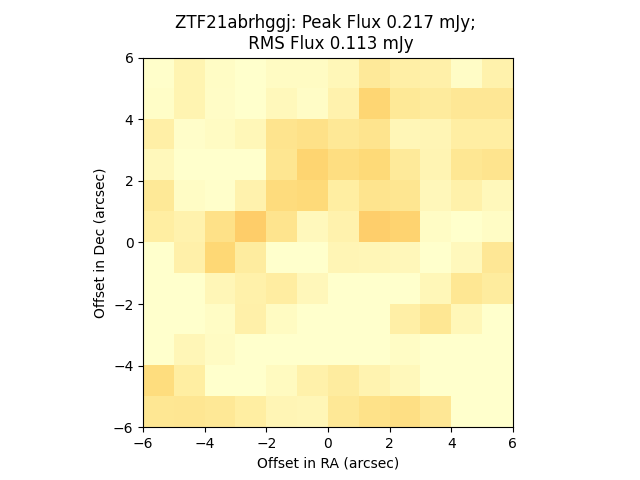 ZTF21abrhggj: Peak Flux 0.217 mJy;
RMS Flux 0.113 mJy
6
4
2
0
−2
−4
−6
Offset in Dec (arcsec)
−6 −4 −2 0 2 4 6
Offset in RA (arcsec)